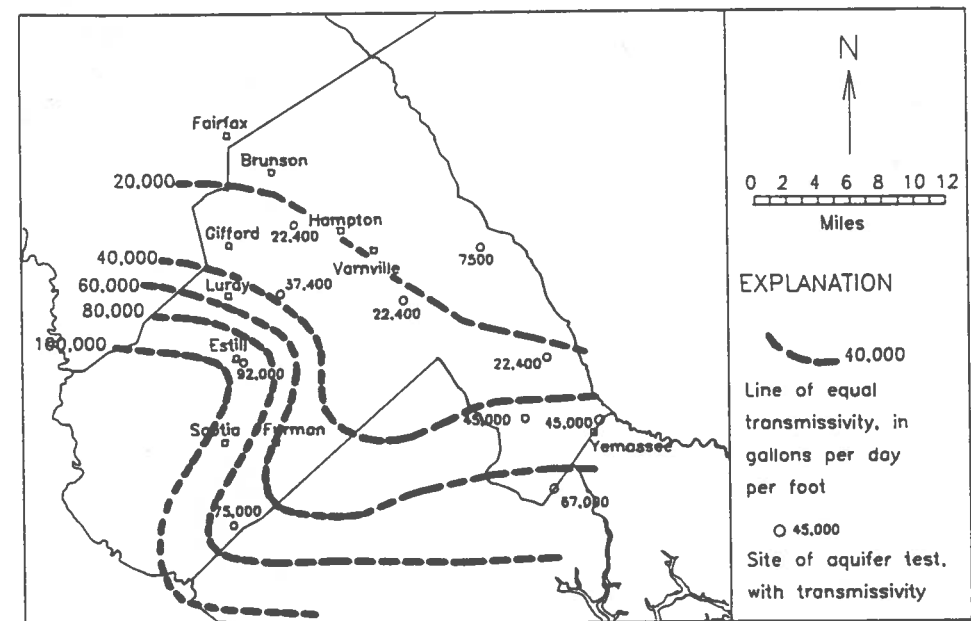 Fairfax
Brunson
20,000
Hampton
22,400
Gifford
Varnville
7500
40,000
37,400
60,000
Luray
22,400
80,000
100,000
Estill
92,000
22,400
Scotia
Furman
45,000
45,000
Yemassee
75,000
67,000
N
0 2 4 6 8 10 12
Miles
EXPLANATION
40,000
Line of equal
transmissivity, in
gallons per day
per foot
45,000
Site of aquifer test,
with transmissivity